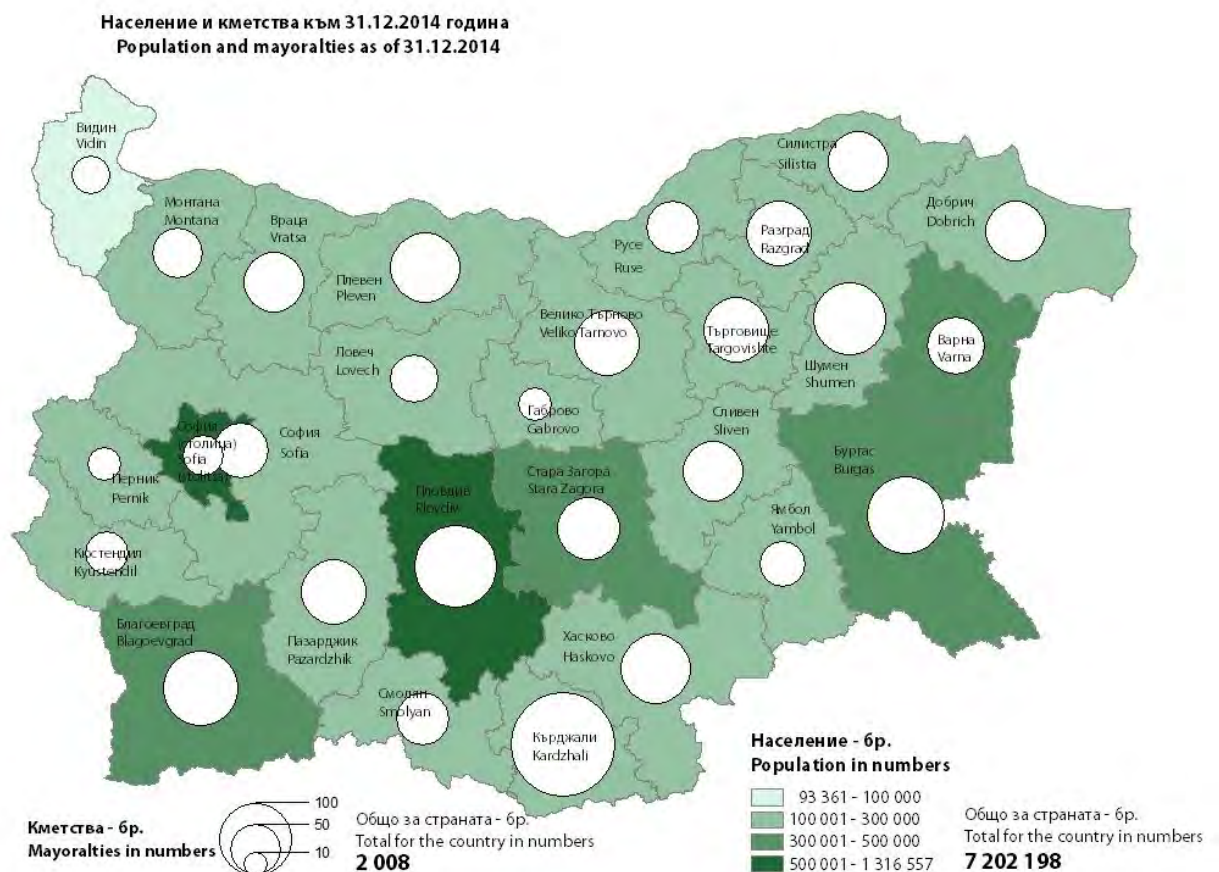 Население и кметства към 31.12.2014 година
Population and mayoralties as of 31.12.2014
Видин
Vidin
Монтана
Montana
Враца
Vratsa
Плевен
Pleven
Русе
Ruse
Силистра
Silistra
Разград
Razgrad
Добрич
Dobrich
Велико Търново
Veliko Tarnovo
Търговище
Targovishte
Шумен
Shumen
Варна
Varna
Ловеч
Lovech
Габрово
Gabrovo
София
(столица)
Sofia
(stolitsa)
София
Sofia
Перник
Pernik
Кюстендил
Kyustendil
Пловдив
Plovdiv
Стара Загора
Stara Zagora
Сливен
Sliven
Бургас
Burgas
Ямбол
Yambol
Благоевград
Blagoevgrad
Пазарджик
Pazardzhik
Смолян
Smolyan
Хасково
Haskovo
Кърджали
Kardzhali
Кметства - бр.
Mayoralties in numbers
100
50
10
Общо за страната - бр.
Total for the country in numbers
2 008
Население - бр.
Population in numbers
93 361 - 100 000
100 001 - 300 000
300 001 - 500 000
500 001 - 1 316 557
Общо за страната - бр.
Total for the country in numbers
7 202 198